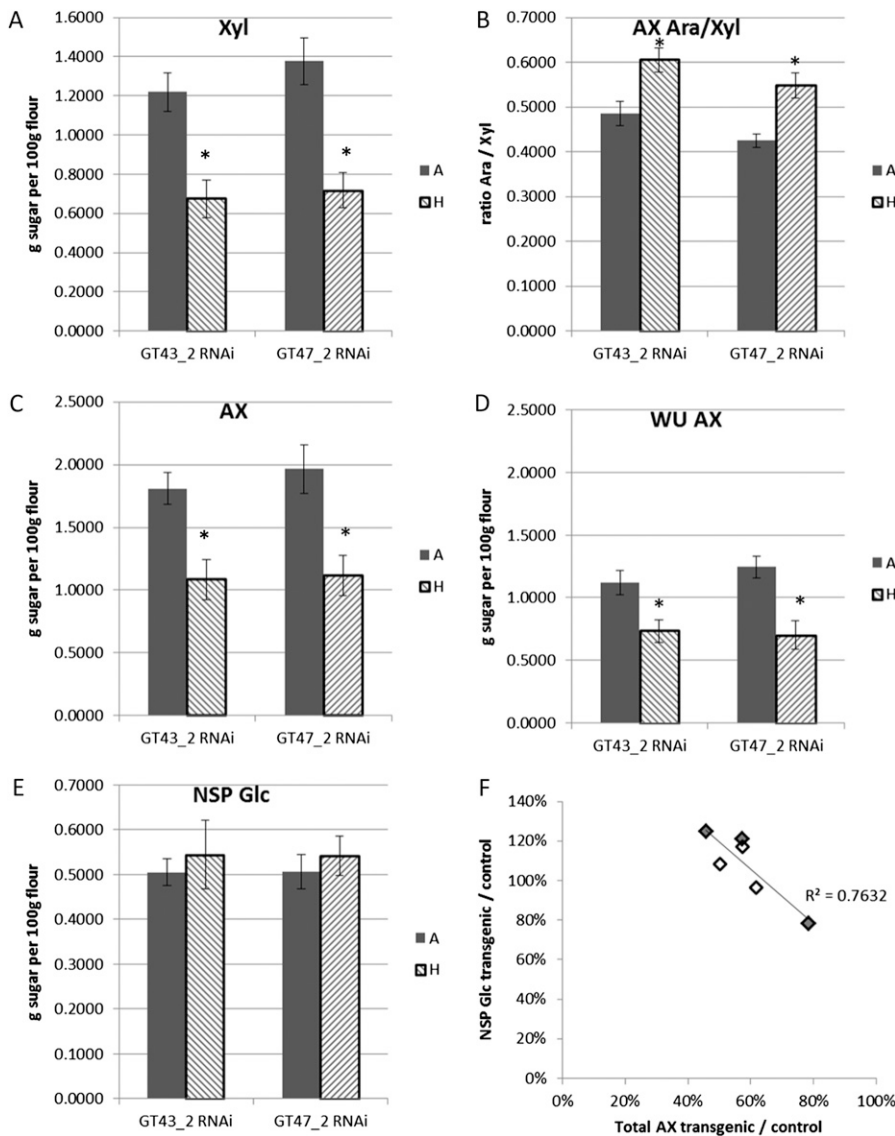 A
Xyl
g sugar per 100g flour
1.6000
1.4000
1.2000
1.0000
0.8000
0.6000
0.4000
0.2000
0.0000
*
*
GT43_2 RNAi
GT47_2 RNAi
A
H
B
AX Ara/Xyl
ratio Ara / Xyl
0.7000
0.6000
0.5000
0.4000
0.3000
0.2000
0.1000
0.0000
*
*
GT43_2 RNAi
GT47_2 RNAi
A
H
C
AX
g sugar per 100g flour
2.5000
2.0000
1.5000
1.0000
0.5000
0.0000
*
*
GT43_2 RNAi
GT47_2 RNAi
A
H
D
WU AX
g sugar per 100g flour
2.5000
2.0000
1.5000
1.0000
0.5000
0.0000
*
*
GT43_2 RNAi
GT47_2 RNAi
A
H
E
NSP Glc
g sugar per 100g flour
0.7000
0.6000
0.5000
0.4000
0.3000
0.2000
0.1000
0.0000
GT43_2 RNAi
GT47_2 RNAi
A
H
F
NSP Glc transgenic / control
140%
120%
100%
80%
60%
40%
20%
0%
R² = 0.7632
0%
20%
40%
60%
80%
100%
Total AX transgenic / control